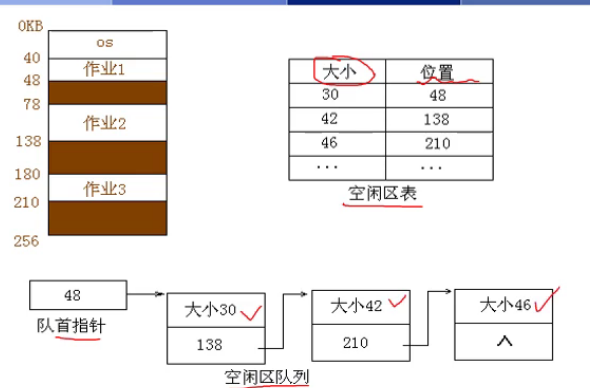 0KB
os
40
作业1
48
78
作业2
138
180
作业3
210
256
大小 位置
30 48
42 138
46 210
... ...
空闲区表
48
队首指针
大小30
138
大小42
210
大小46
∧
空闲区队列